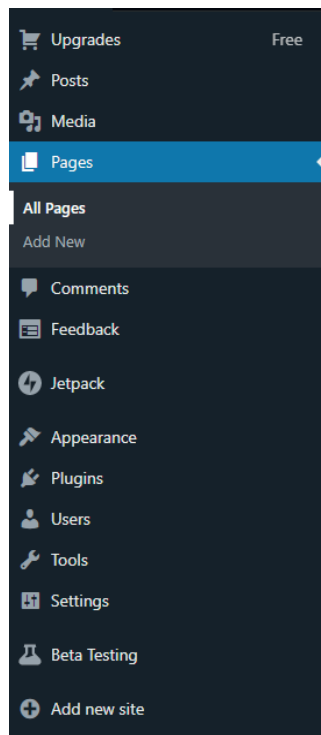 Upgrades Free
Posts
Media
Pages
All Pages
Add New
Comments
Feedback
Jetpack
Appearance
Plugins
Users
Tools
Settings
Beta Testing
Add new site